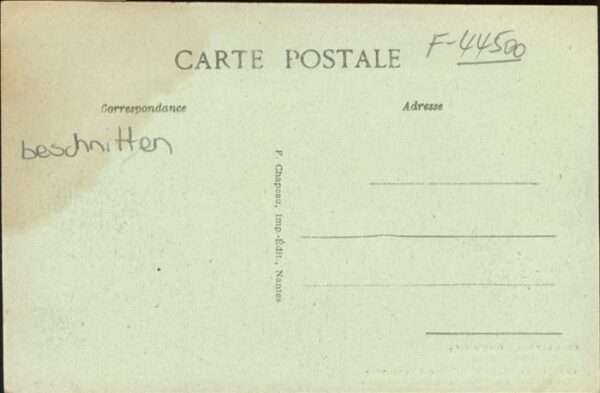 CARTE POSTALE
F-44500
Correspondance
Adresse
beschnitten
F. Chapeau, Imp.-Édit., Nantes